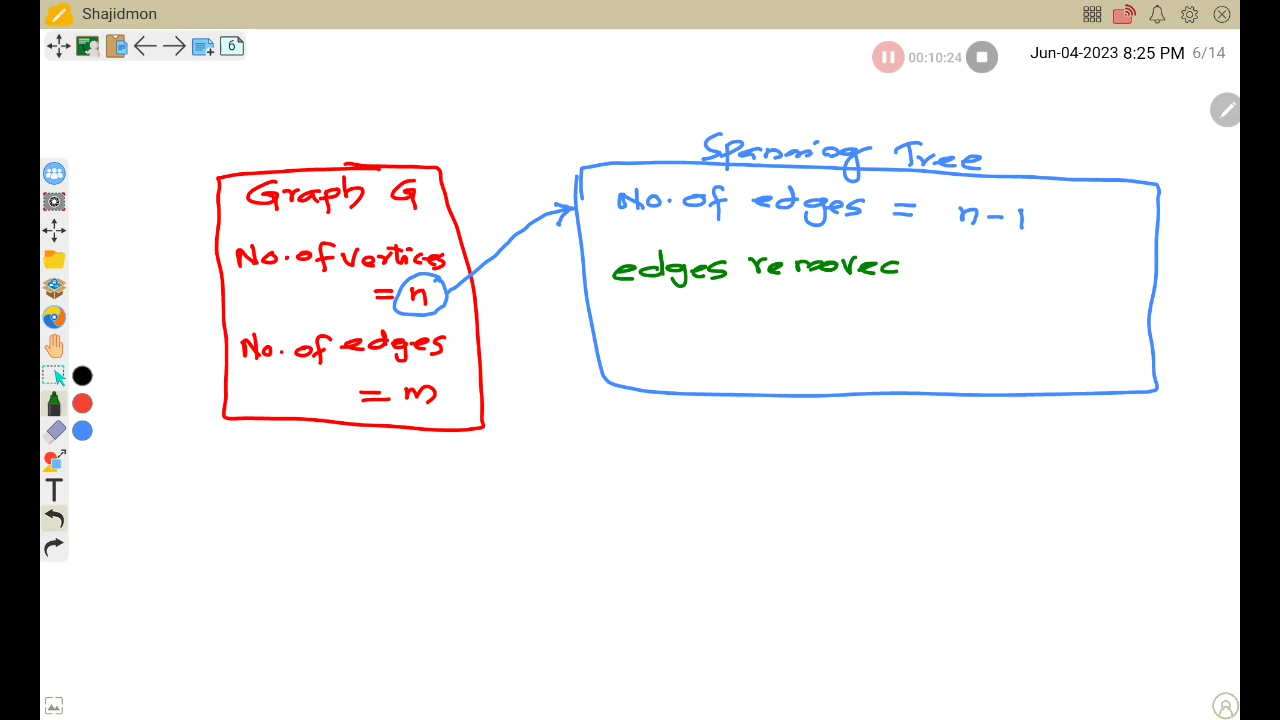 Shajidmon
6
00:10:24
Jun-04-2023 8:25 PM 6/14
Spanning Tree
Graph G
No. of edges = n-1
No. of vertices
= n
edges removec
No. of edges
= m
T